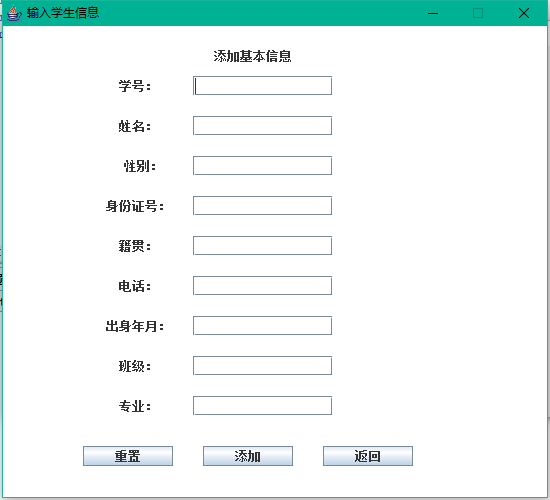 输入学生信息
添加基本信息
学号：
姓名：
性别：
身份证号：
籍贯：
电话：
出身年月：
班级：
专业：
重置 添加 返回